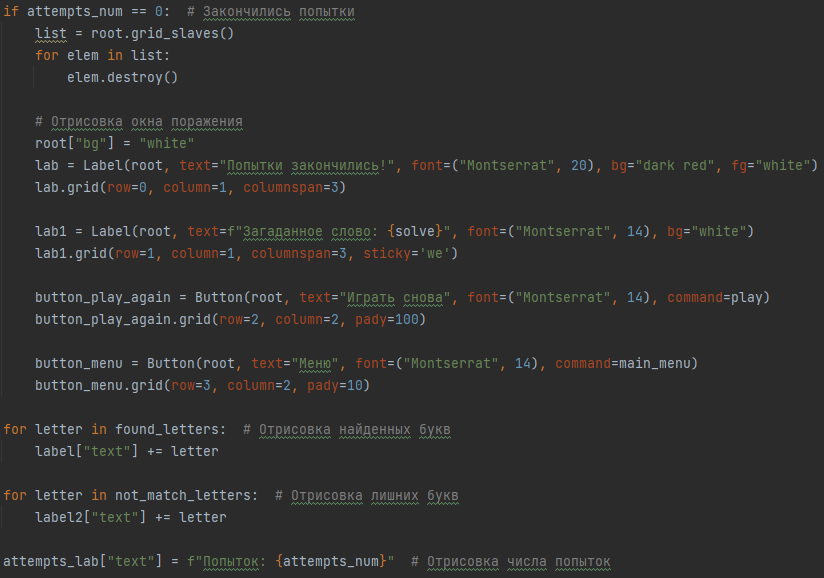 if attempts_num == 0:  # Закончились попытки
    list = root.grid_slaves()
    for elem in list:
        elem.destroy()

    # Отрисовка окна поражения
    root["bg"] = "white"
    lab = Label(root, text="Попытки закончились!", font=("Montserrat", 20), bg="dark red", fg="white")
    lab.grid(row=0, column=1, columnspan=3)

    lab1 = Label(root, text=f"Загаданное слово: {solve}", font=("Montserrat", 14), bg="white")
    lab1.grid(row=1, column=1, columnspan=3, sticky='we')

    button_play_again = Button(root, text="Играть снова", font=("Montserrat", 14), command=play)
    button_play_again.grid(row=2, column=2, pady=100)

    button_menu = Button(root, text="Меню", font=("Montserrat", 14), command=main_menu)
    button_menu.grid(row=3, column=2, pady=10)

for letter in found_letters:  # Отрисовка найденных букв
    label["text"] += letter

for letter in not_match_letters:  # Отрисовка лишних букв
    label2["text"] += letter

attempts_lab["text"] = f"Попыток: {attempts_num}"  # Отрисовка числа попыток